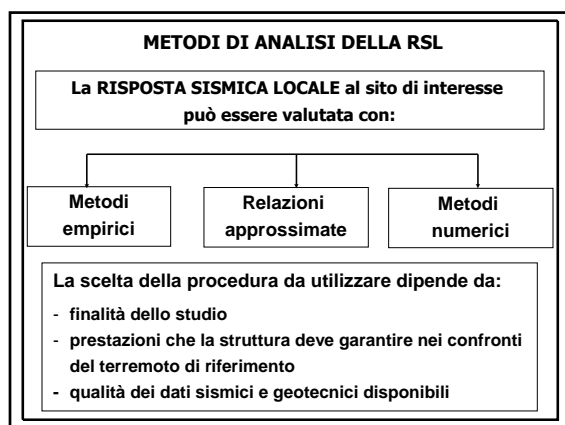 METODI DI ANALISI DELLA RSL
La RISPOSTA SISMICA LOCALE al sito di interesse
può essere valutata con:
Metodi
empirici
Relazioni
approssimate
Metodi
numerici
La scelta della procedura da utilizzare dipende da:
- finalità dello studio
- prestazioni che la struttura deve garantire nei confronti
del terremoto di riferimento
- qualità dei dati sismici e geotecnici disponibili